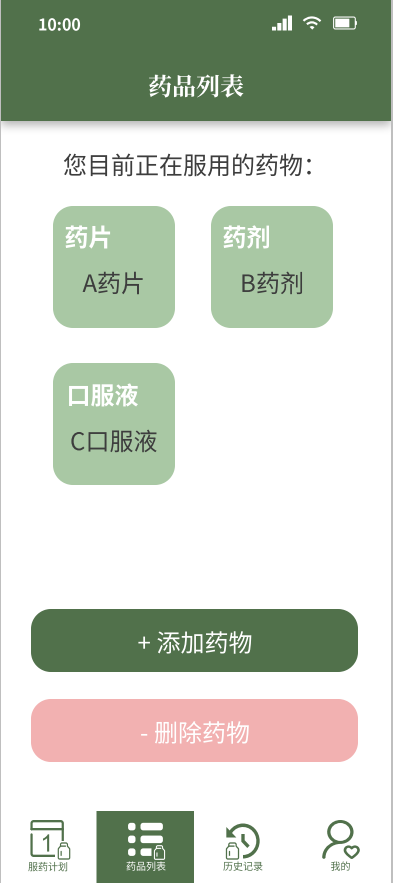 10:00
药品列表
您目前正在服用的药物：
药片
A药片
药剂
B药剂
口服液
C口服液
+ 添加药物
- 删除药物
1
服药计划
药品列表
历史记录
我的